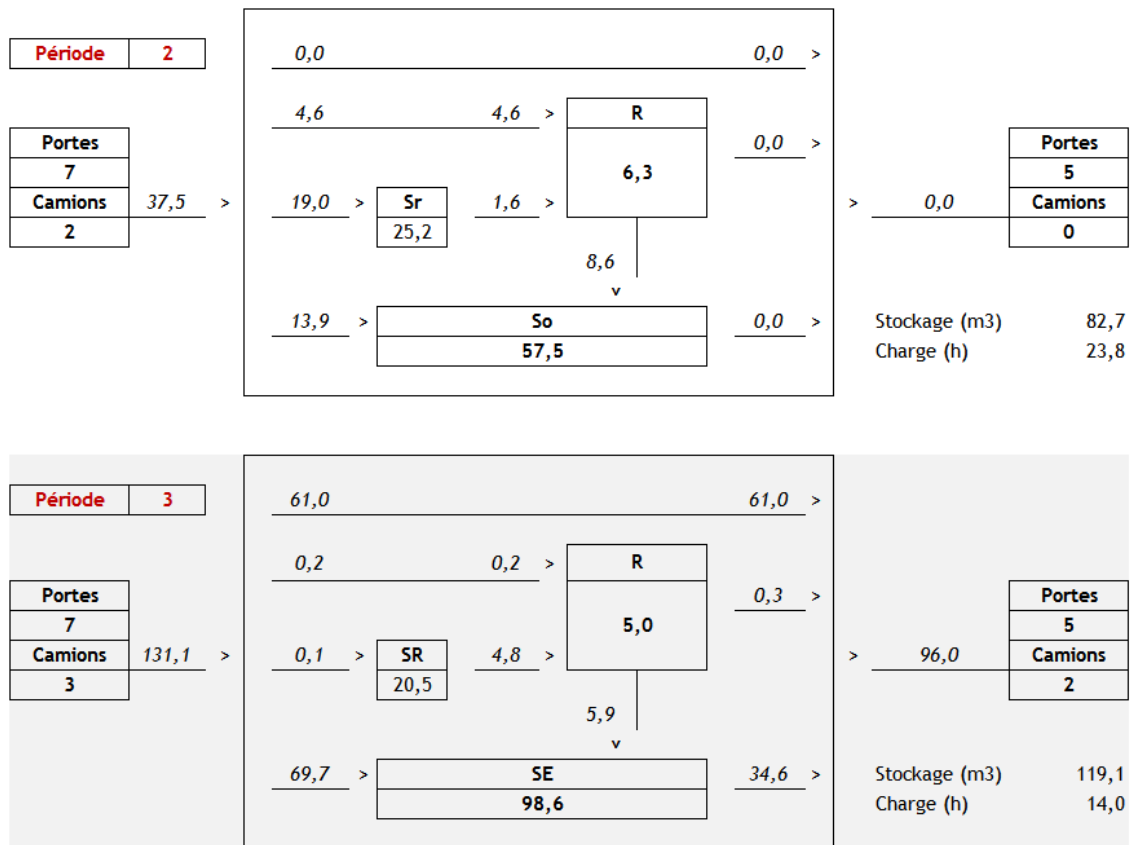 Période 2
0,0 0,0 >
4,6 4,6 > R
Portes 0,0 > Portes
7 6,3 5
Camions 37,5 > 19,0 > Sr 1,6 > > 0,0 Camions
2 25,2 0
8,6
v
13,9 > So 0,0 > Stockage (m3) 82,7
57,5 Charge (h) 23,8
Période 3
61,0 61,0 >
0,2 0,2 > R
Portes 0,3 > Portes
7 5,0 5
Camions 131,1 > 0,1 > SR 4,8 > > 96,0 Camions
3 20,5 2
5,9
v
69,7 > SE 34,6 > Stockage (m3) 119,1
98,6 Charge (h) 14,0